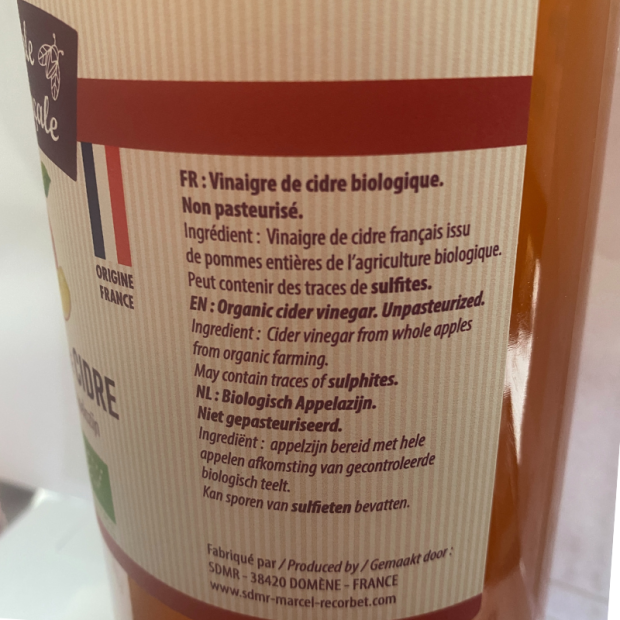 de
ORIGINE
FRANCE
CIDRE
FR : Vinaigre de cidre biologique.
Non pasteurisé.
Ingrédient : Vinaigre de cidre français issu
de pommes entières de l'agriculture biologique.
Peut contenir des traces de sulfites.
EN : Organic cider vinegar. Unpasteurized.
Ingredient : Cider vinegar from whole apples
from organic farming.
May contain traces of sulphites.
NL : Biologisch Appelazijn.
Niet gepasteuriseerd.
Ingrediënt : appelzijn bereid met hele
appelen afkomsting van gecontroleerde
biologisch teelt.
Kan sporen van sulfieten bevatten.
Fabriqué par / Produced by / Gemaakt door :
SDMR - 38420 DOMÈNE - FRANCE
www.sdmr-marcel-recorbet.com